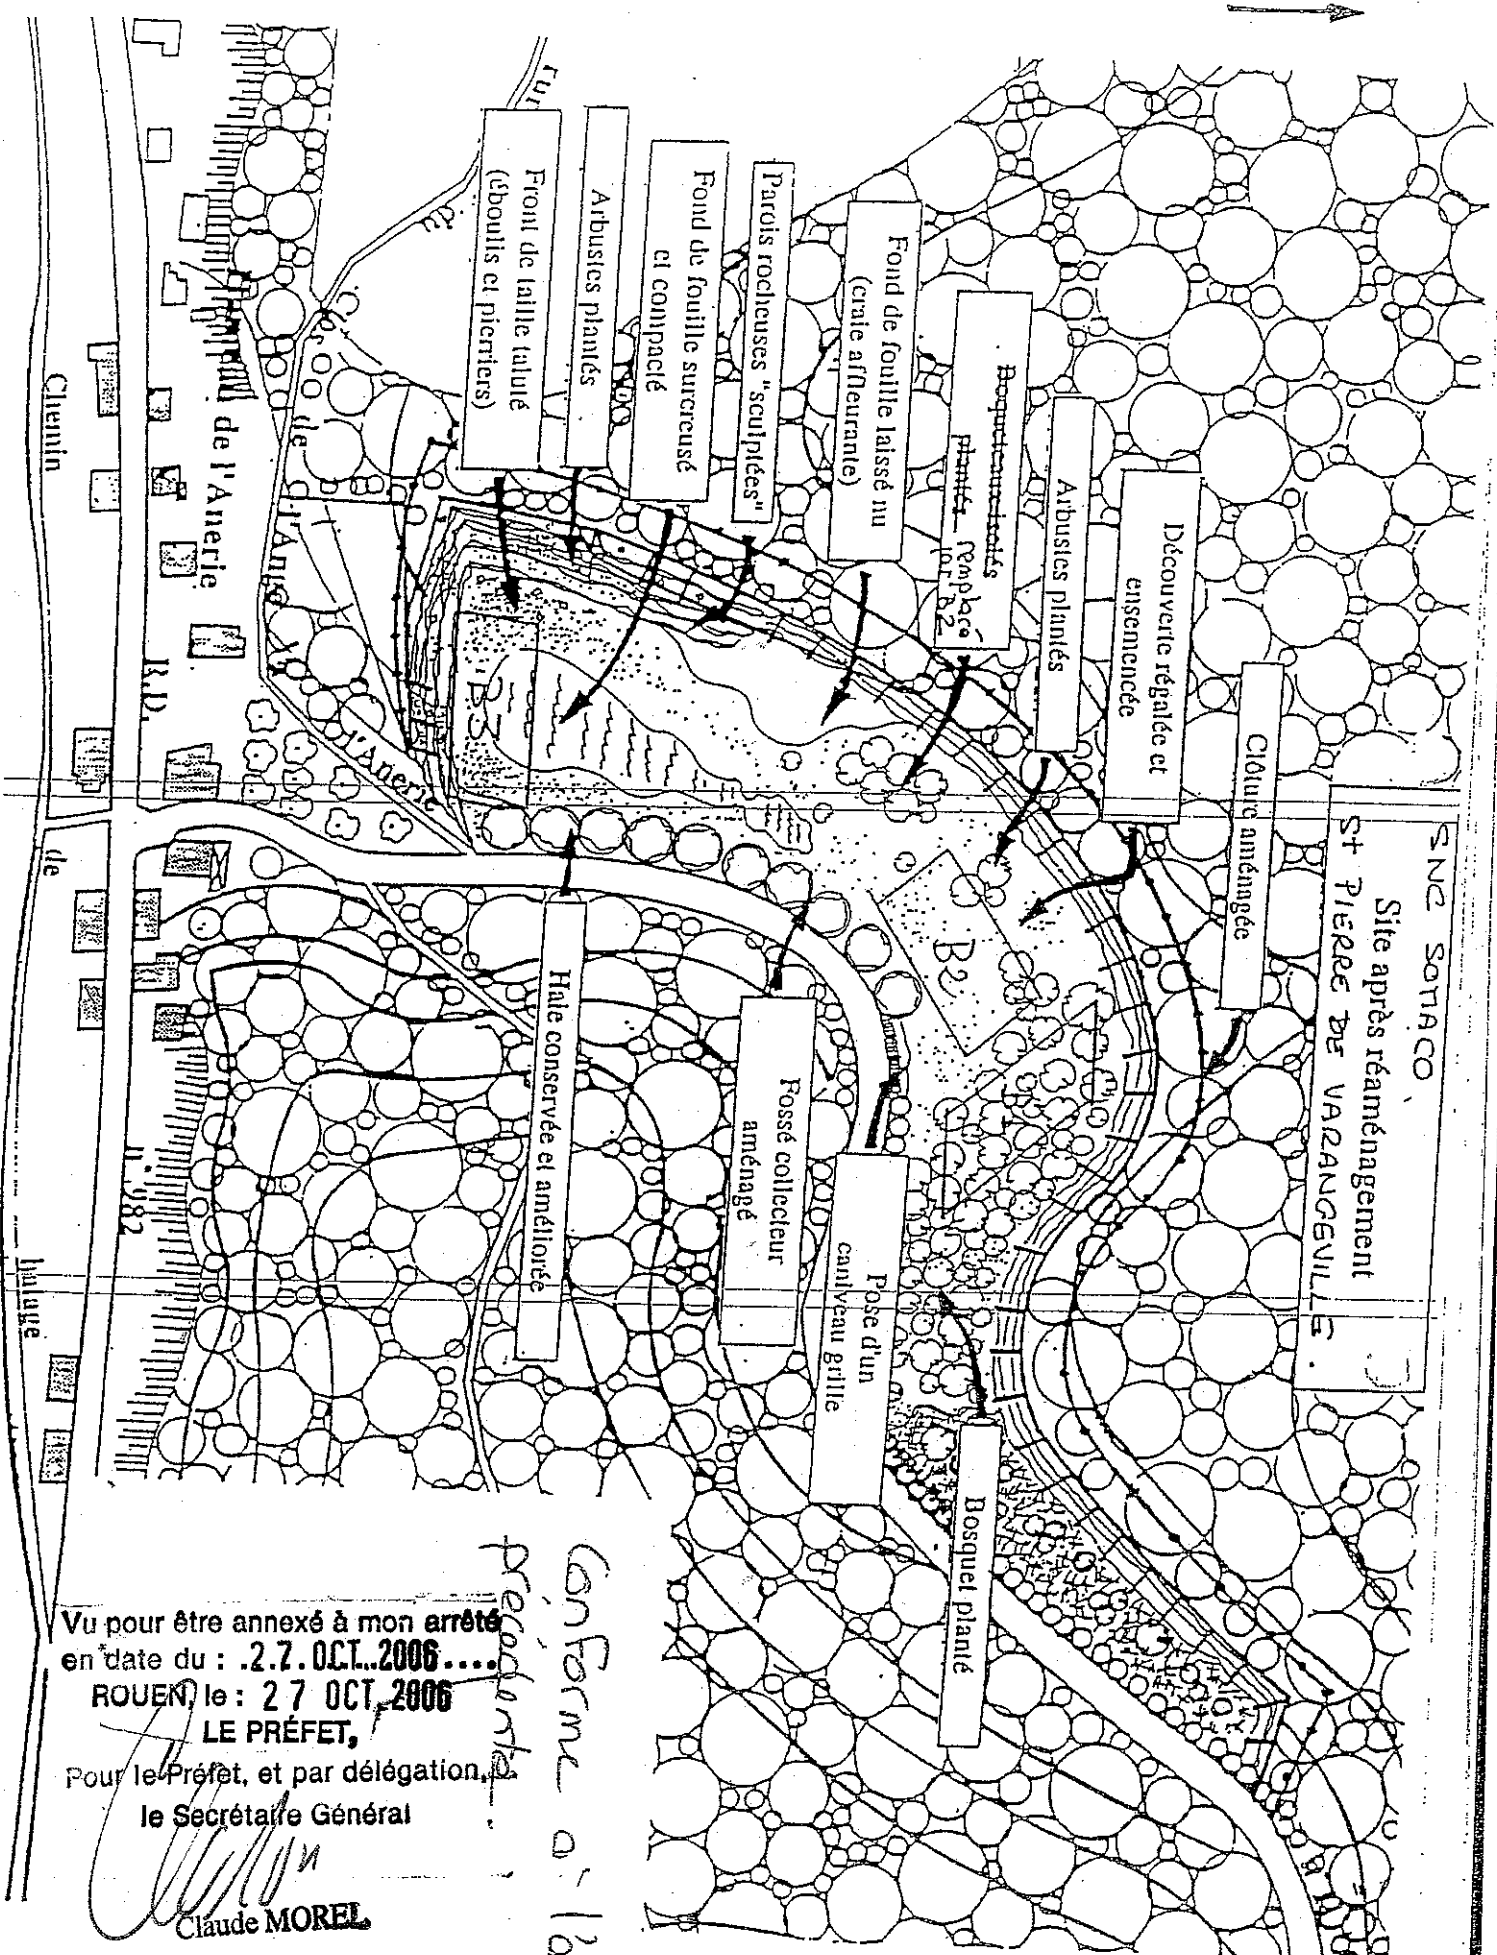 SNC SOMACO
Site après réaménagement
St PIERRE DE VARANGEVILLE.
Clôture aménagée
Découverte régalée et
ensemencée
Arbustes plantés
Boqueteaux isolés
plantés remplacé
par B2
Fond de fouille laissé nu
(craie affleurante)
Parois rocheuses "sculptées"
Fond de fouille surcreusé
et compacté
Arbustes plantés
Front de taille taluté
(éboulis et pierriers)
B2
B3
Bosquet planté
Pose d'un
caniveau grille
Fossé collecteur
aménagé
Haie conservée et améliorée
de
l'Anerie
de l'Anerie
R.D. n° 982
Chemin de halage
Conforme à la
précédente.
Vu pour être annexé à mon arrêté
en date du : .27.OCT.2006....
ROUEN, le : 27 OCT. 2006
LE PRÉFET,
Pour le Préfet, et par délégation,
le Secrétaire Général
Claude MOREL